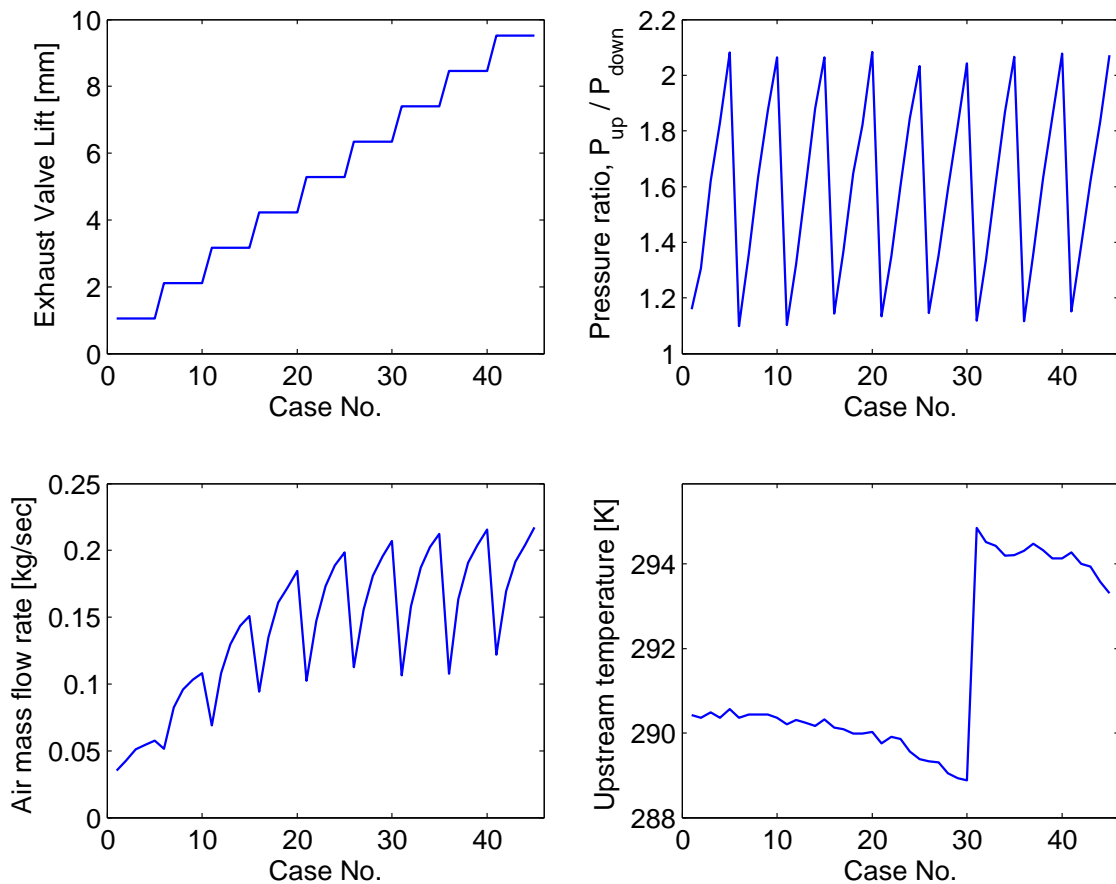 Exhaust Valve Lift [mm]
10
8
6
4
2
0
0 10 20 30 40
Case No.
Pressure ratio, P_up / P_down
2.2
2
1.8
1.6
1.4
1.2
1
0 10 20 30 40
Case No.
Air mass flow rate [kg/sec]
0.25
0.2
0.15
0.1
0.05
0
0 10 20 30 40
Case No.
Upstream temperature [K]
294
292
290
288
0 10 20 30 40
Case No.